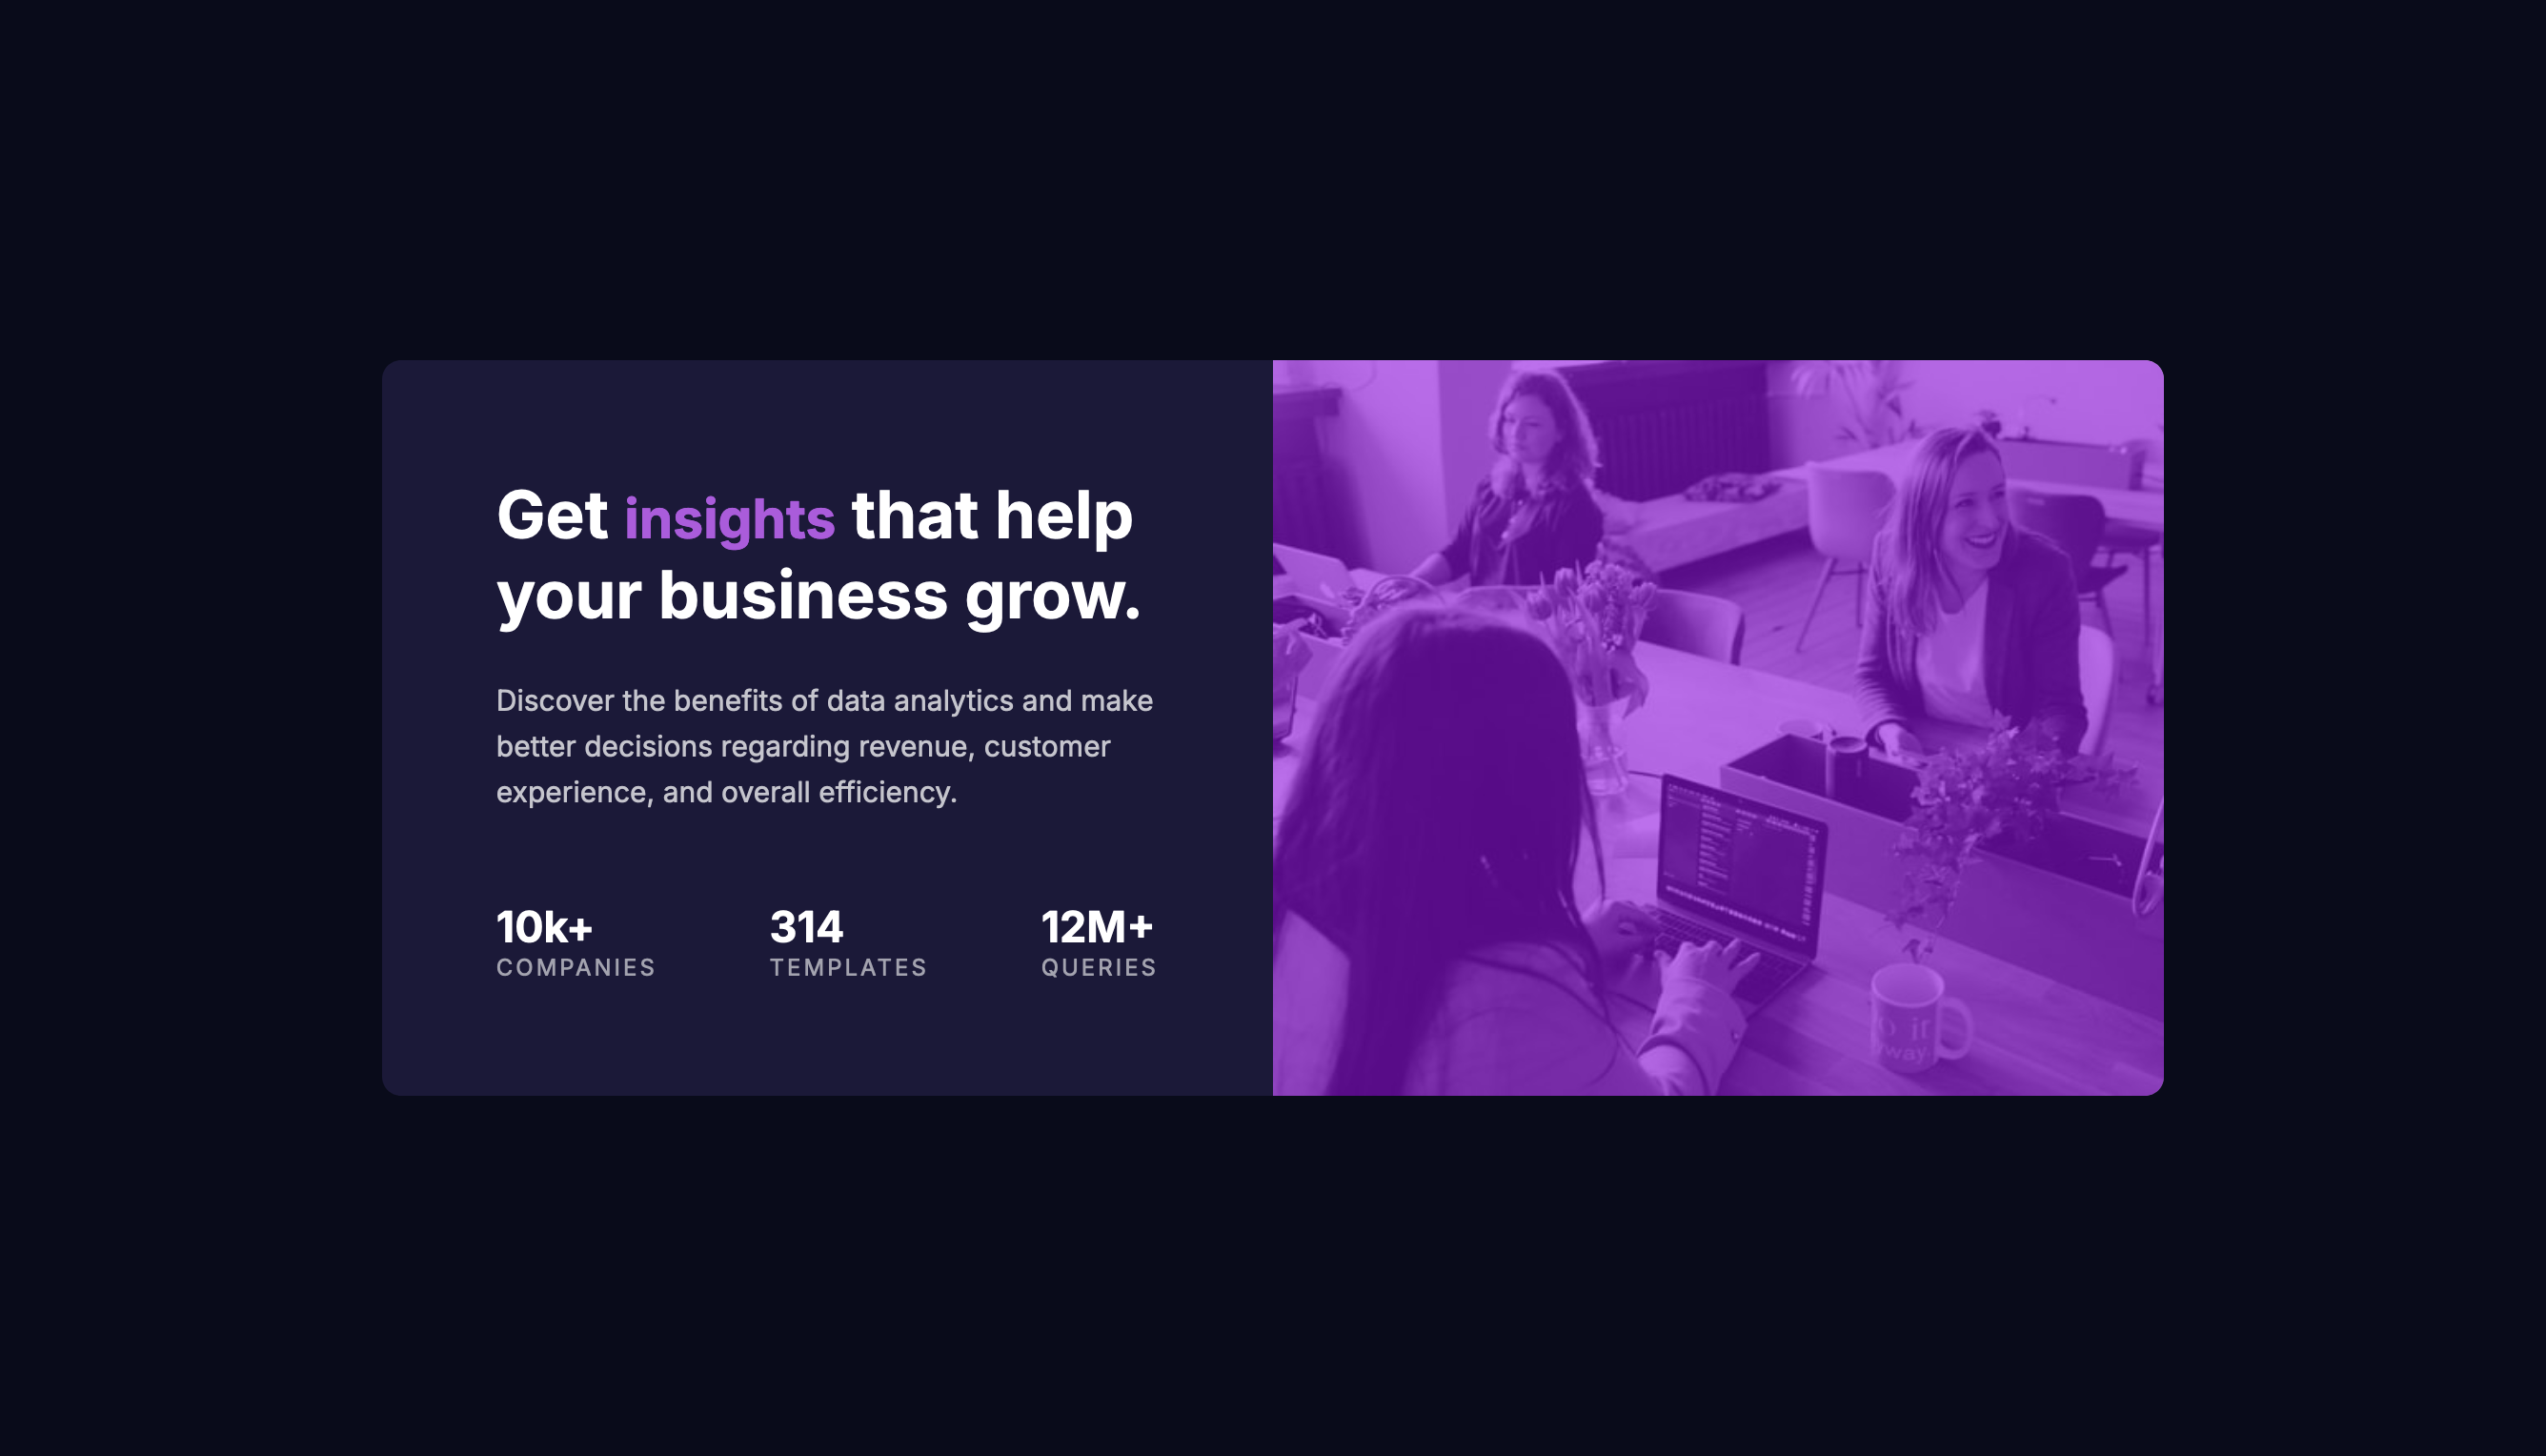 Get insights that help
your business grow.
Discover the benefits of data analytics and make
better decisions regarding revenue, customer
experience, and overall efficiency.
10k+
COMPANIES
314
TEMPLATES
12M+
QUERIES